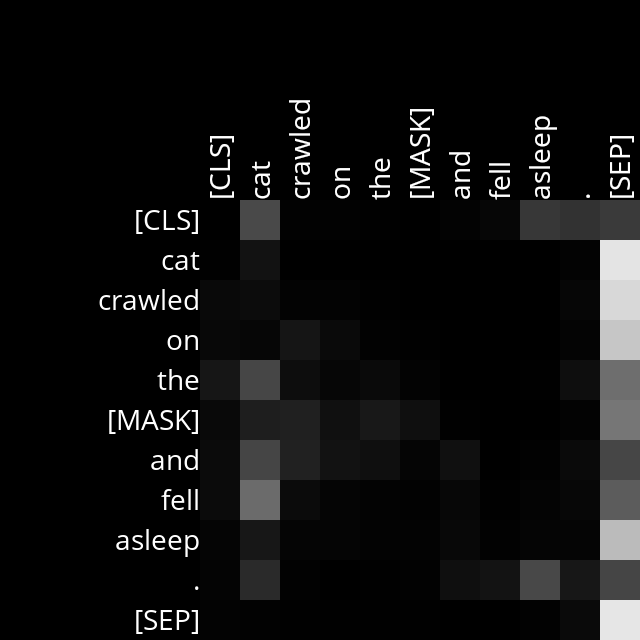 [CLS] cat crawled on the [MASK] and fell asleep . [SEP]
[CLS]
cat
crawled
on
the
[MASK]
and
fell
asleep
.
[SEP]